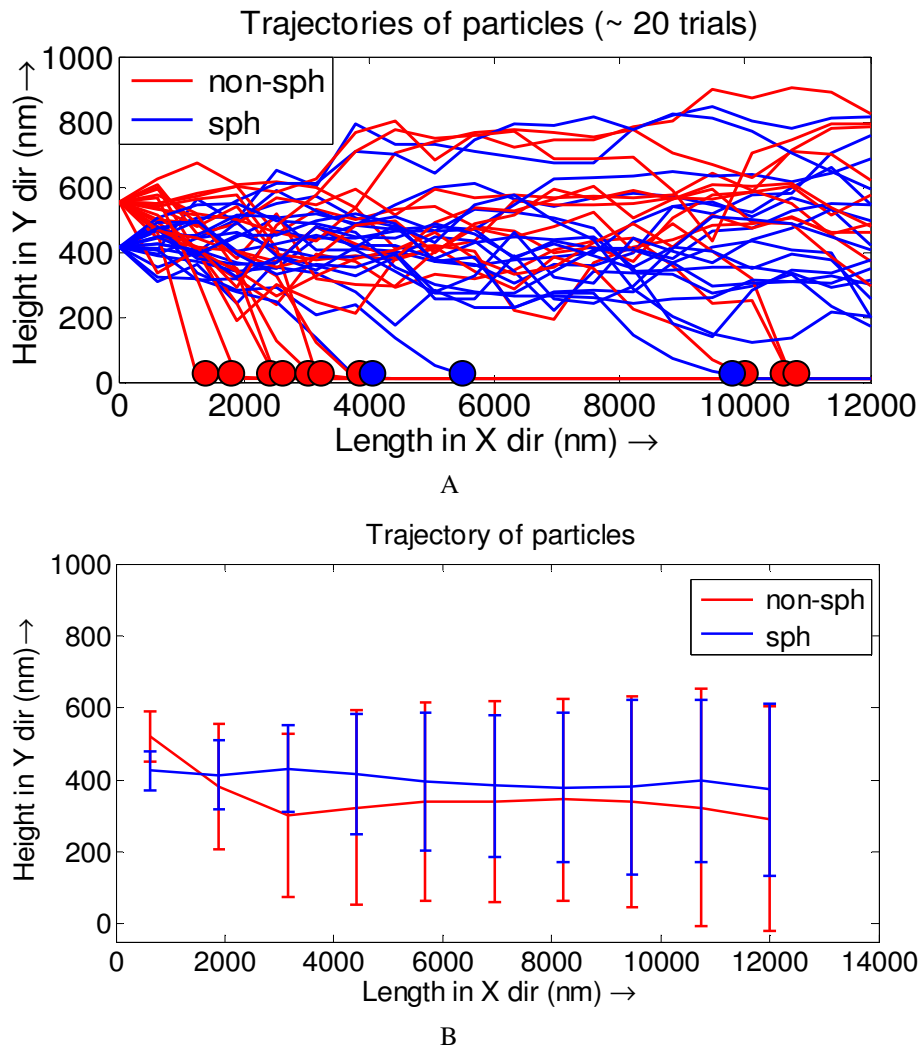 Trajectories of particles (~ 20 trials)
Height in Y dir (nm) →
1000
800
600
400
200
0
non-sph
sph
0 2000 4000 6000 8000 10000 12000
Length in X dir (nm) →
A
Trajectory of particles
Height in Y dir (nm) →
1000
800
600
400
200
0
non-sph
sph
0 2000 4000 6000 8000 10000 12000 14000
Length in X dir (nm) →
B